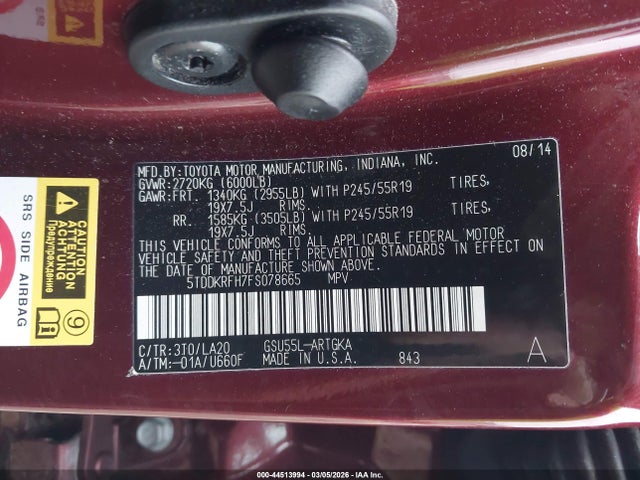 MFD.BY:TOYOTA MOTOR MANUFACTURING, INDIANA, INC. 08/14
GVWR:2720KG (6000LB)
GAWR:FRT. 1340KG (2955LB) WITH P245/55R19 TIRES,
19X7.5J RIMS.
RR. 1585KG (3505LB) WITH P245/55R19 TIRES,
19X7.5J RIMS.
THIS VEHICLE CONFORMS TO ALL APPLICABLE FEDERAL MOTOR
VEHICLE SAFETY AND THEFT PREVENTION STANDARDS IN EFFECT ON
THE DATE OF MANUFACTURE SHOWN ABOVE.
5TDDKRFH7FS078665 MPV
C/TR:3T0/LA20 GSU55L-ARTGKA
A/TM:-01A/U660F MADE IN U.S.A. 843 A
CAUTION
ATTENTION
ACHTUNG
Предупреждение
SRS SIDE AIRBAG
9
000-44513994 | 03/05/2026 - IAA Inc.